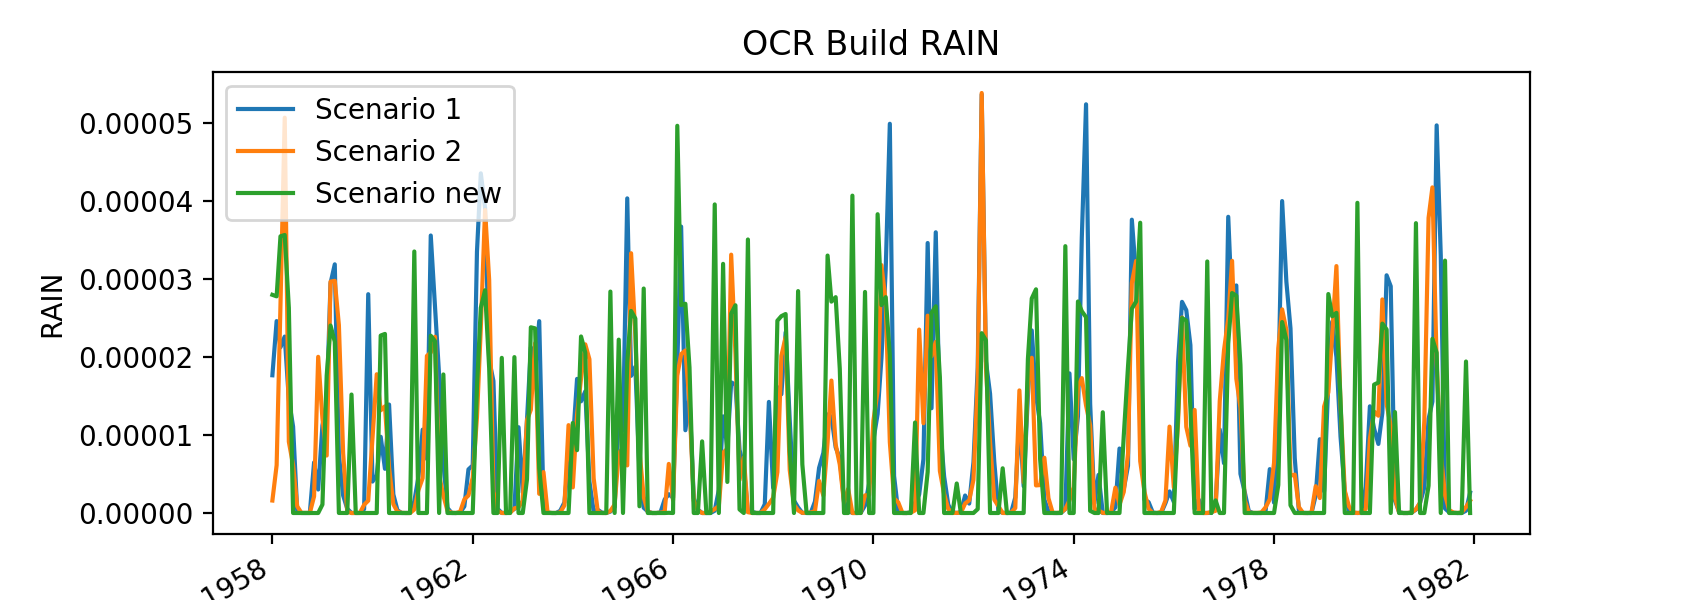 OCR Build RAIN
Scenario 1
Scenario 2
Scenario new
RAIN
0.00005
0.00004
0.00003
0.00002
0.00001
0.00000
1958
1962
1966
1970
1974
1978
1982